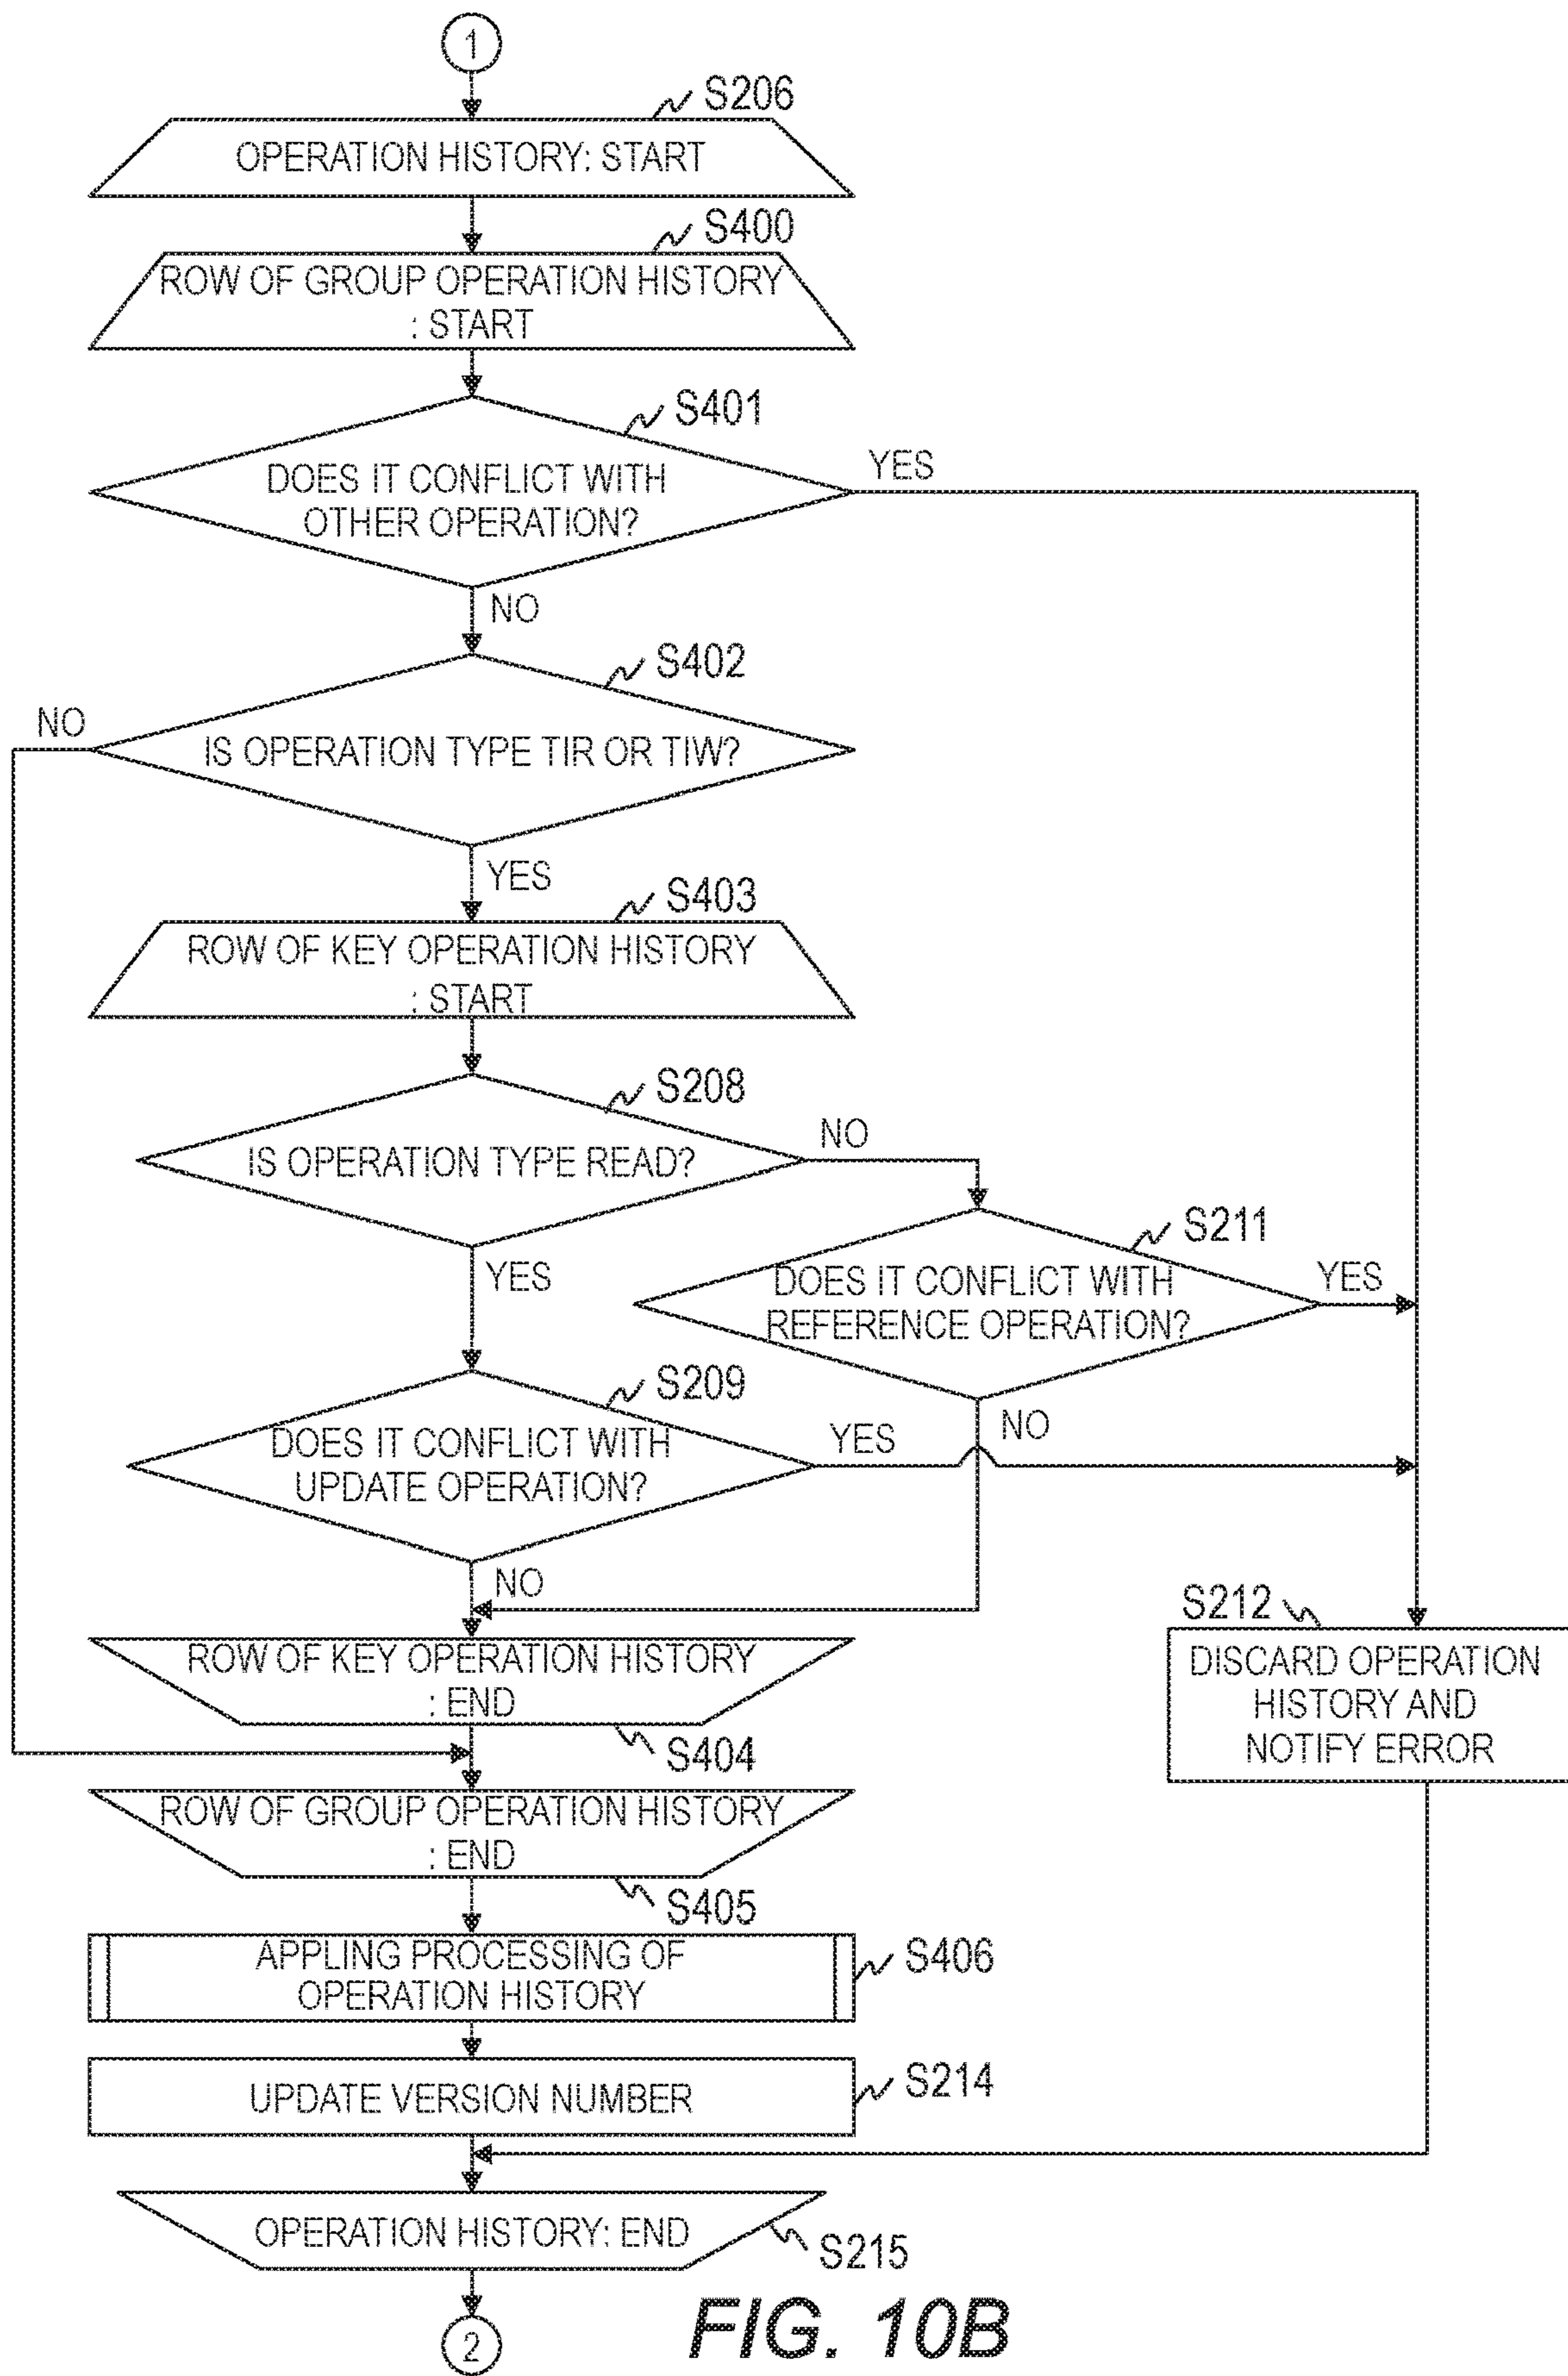 1
S206
OPERATION HISTORY: START
S400
ROW OF GROUP OPERATION HISTORY
: START
S401
DOES IT CONFLICT WITH
OTHER OPERATION?
YES
NO
S402
NO
IS OPERATION TYPE TIR OR TIW?
YES
S403
ROW OF KEY OPERATION HISTORY
: START
S208
IS OPERATION TYPE READ?
NO
YES
S211
DOES IT CONFLICT WITH
REFERENCE OPERATION?
YES
NO
S209
DOES IT CONFLICT WITH
UPDATE OPERATION?
YES
NO
S212
DISCARD OPERATION
HISTORY AND
NOTIFY ERROR
ROW OF KEY OPERATION HISTORY
: END
S404
ROW OF GROUP OPERATION HISTORY
: END
S405
APPLING PROCESSING OF
OPERATION HISTORY
S406
UPDATE VERSION NUMBER
S214
OPERATION HISTORY: END
S215
2
FIG. 10B